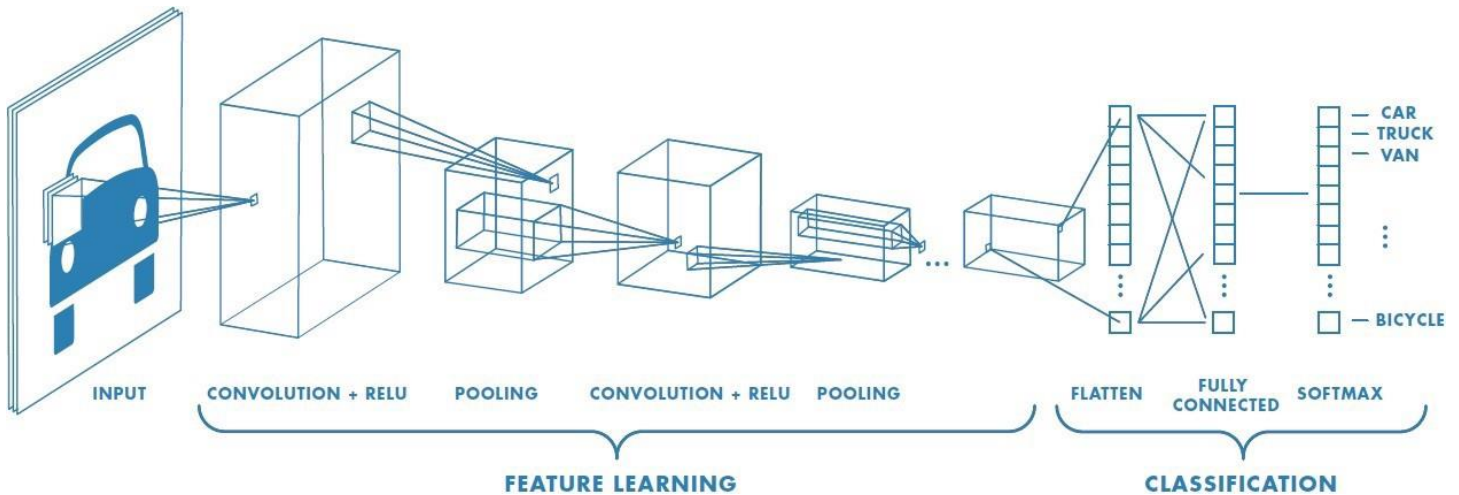 CAR
TRUCK
VAN
BICYCLE
INPUT
CONVOLUTION + RELU
POOLING
CONVOLUTION + RELU
POOLING
FLATTEN
FULLY
CONNECTED
SOFTMAX
FEATURE LEARNING
CLASSIFICATION